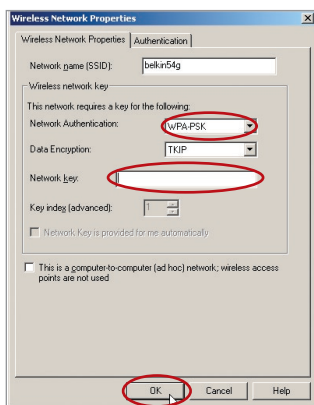 Wireless Network Properties
Wireless Network Properties Authentication
Network name (SSID): belkin54g
Wireless network key
This network requires a key for the following:
Network Authentication: WPA-PSK
Data Encryption: TKIP
Network key:
Key index (advanced): 1
Network Key is provided for me automatically
This is a computer-to-computer (ad hoc) network; wireless access
points are not used
OK Cancel Help